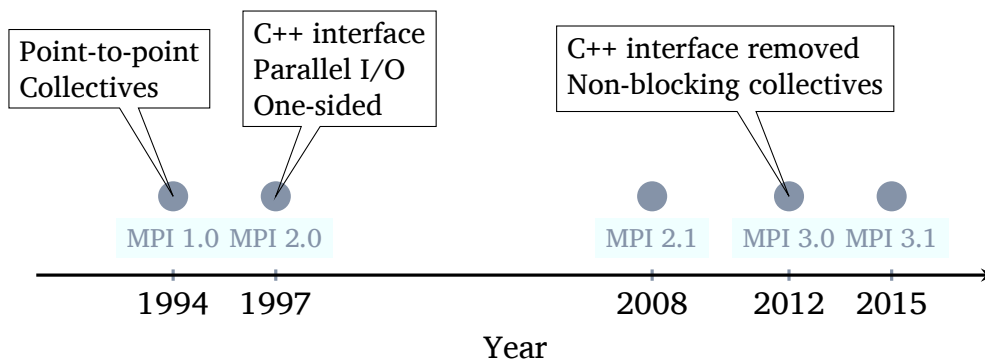 Point-to-point
Collectives
C++ interface
Parallel I/O
One-sided
C++ interface removed
Non-blocking collectives
MPI 1.0 MPI 2.0 MPI 2.1 MPI 3.0 MPI 3.1
1994 1997 2008 2012 2015
Year